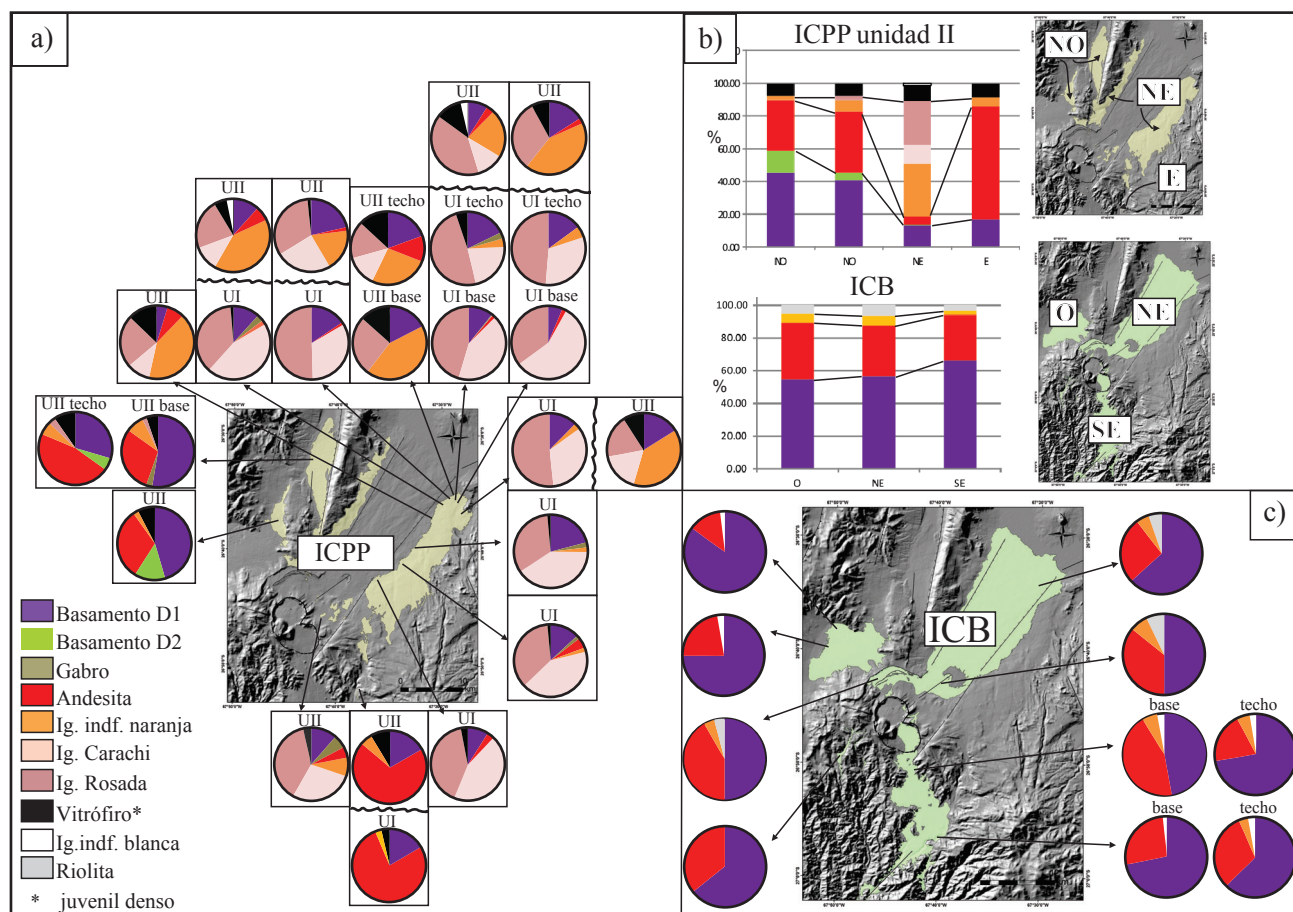 a)
UII
UII
UII
UII
UII techo
UI techo
UI techo
UII
UI
UI
UII base
UI base
UI base
UII techo
UII base
UII
UI
UII
UI
UI
ICPP
UII
UII
UI
UI
Basamento D1
Basamento D2
Gabro
Andesita
Ig. indf. naranja
Ig. Carachi
Ig. Rosada
Vitrófiro*
Ig.indf. blanca
Riolita
* juvenil denso
b)
ICPP unidad II
100.00
80.00
60.00
%
40.00
20.00
0.00
NO
NO
NE
E
NO
NE
E
ICB
100.00
80.00
60.00
%
40.00
20.00
0.00
O
NE
SE
O
NE
SE
c)
ICB
base
techo
base
techo